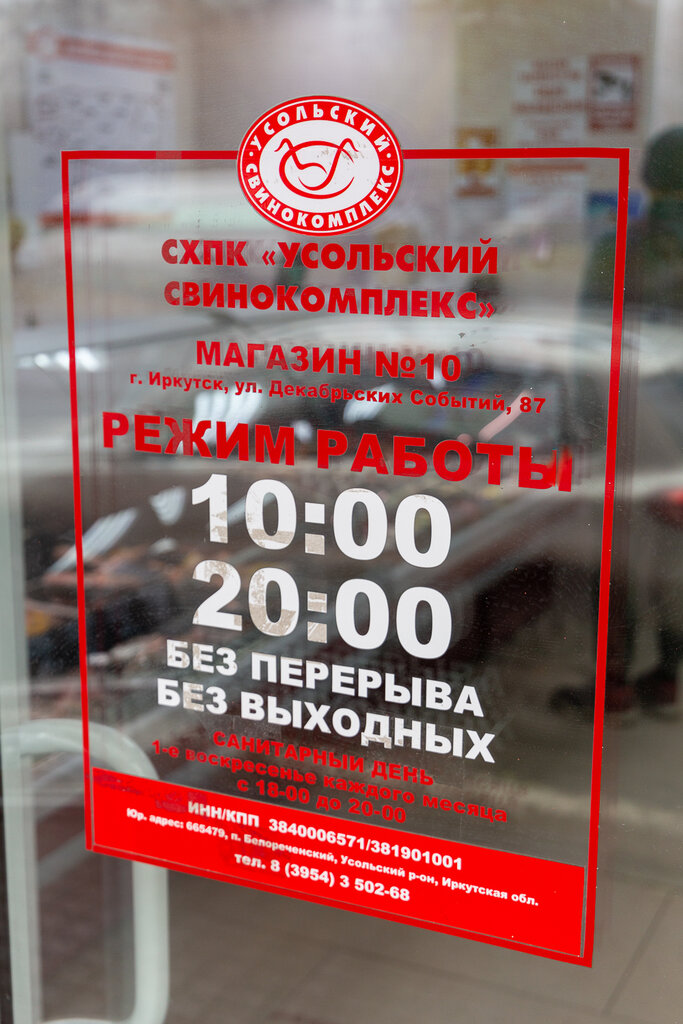 УСОЛЬСКИЙ
СВИНОКОМПЛЕКС
СХПК «УСОЛЬСКИЙ
СВИНОКОМПЛЕКС»
МАГАЗИН №10
г. Иркутск, ул. Декабрьских Событий, 87
РЕЖИМ РАБОТЫ
10:00
20:00
БЕЗ ПЕРЕРЫВА
БЕЗ ВЫХОДНЫХ
САНИТАРНЫЙ ДЕНЬ
1-е воскресенье каждого месяца
с 18-00 до 20-00
ИНН/КПП 3840006571/381901001
Юр. адрес: 665479, п. Белореченский, Усольский р-он, Иркутская обл.
тел. 8 (3954) 3 502-68